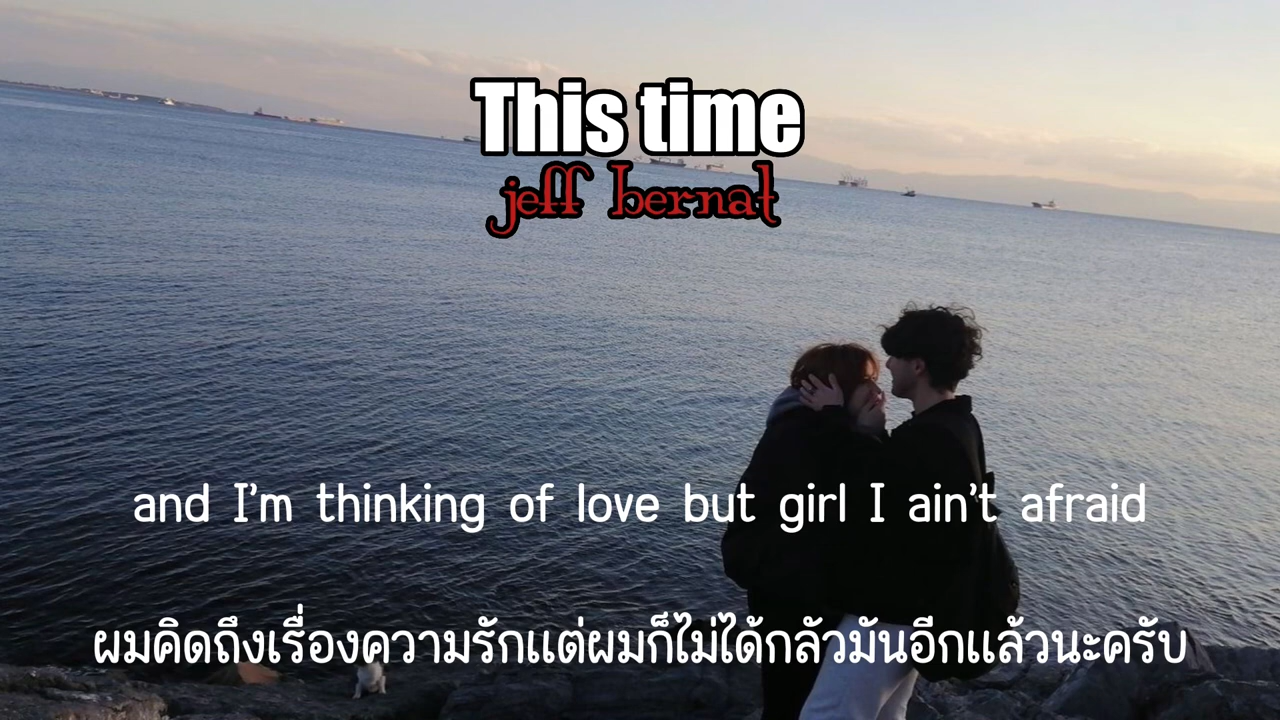 This time
jeff bernat
and I'm thinking of love but girl I ain't afraid
ผมคิดถึงเรื่องความรักแต่ผมก็ไม่ได้กลัวมันอีกแล้วนะครับ